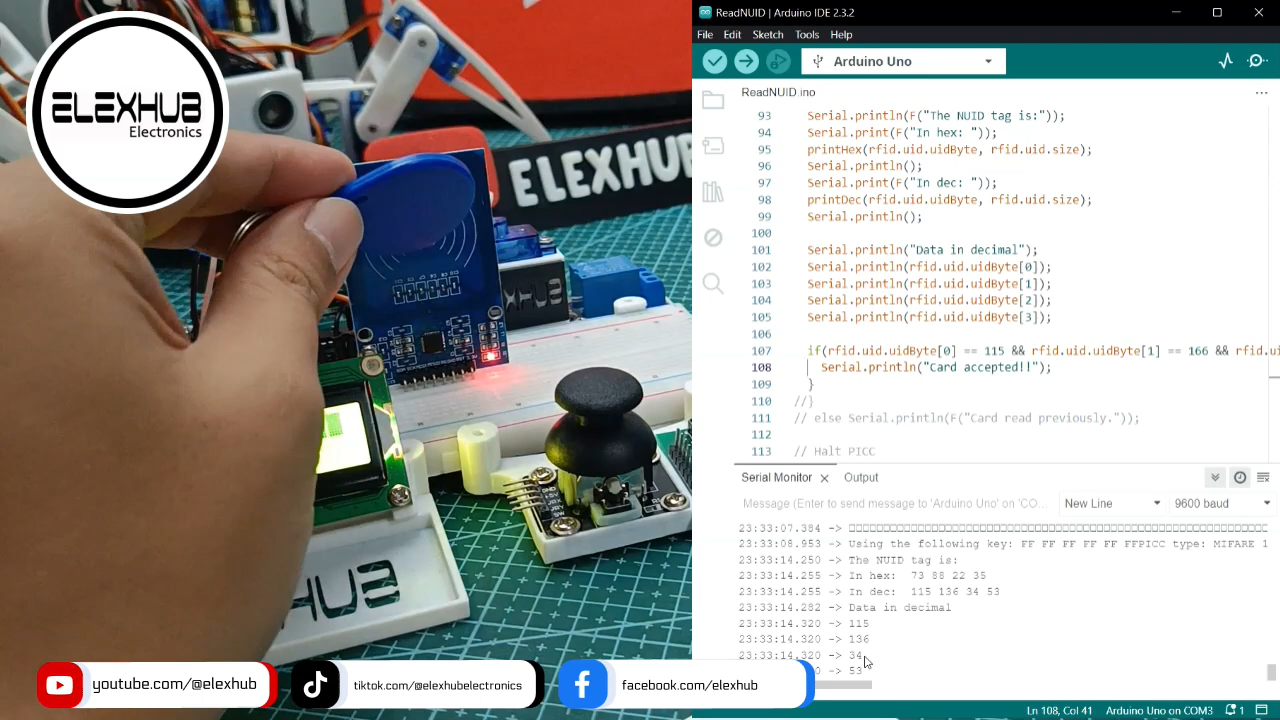 ELEXHUB
Electronics
ELEXHUB
HUB
HUB
youtube.com/@elexhub
tiktok.com/@elexhubelectronics
facebook.com/elexhub
ReadNUID | Arduino IDE 2.3.2
File Edit Sketch Tools Help
Arduino Uno
ReadNUID.ino
93 Serial.println(F("The NUID tag is:"));
94 Serial.print(F("In hex: "));
95 printHex(rfid.uid.uidByte, rfid.uid.size);
96 Serial.println();
97 Serial.print(F("In dec: "));
98 printDec(rfid.uid.uidByte, rfid.uid.size);
99 Serial.println();
100
101 Serial.println("Data in decimal");
102 Serial.println(rfid.uid.uidByte[0]);
103 Serial.println(rfid.uid.uidByte[1]);
104 Serial.println(rfid.uid.uidByte[2]);
105 Serial.println(rfid.uid.uidByte[3]);
106
107 if(rfid.uid.uidByte[0] == 115 && rfid.uid.uidByte[1] == 166 && rfid.u
108 Serial.println("Card accepted!!");
109 }
110 //}
111 // else Serial.println(F("Card read previously."));
112
113 // Halt PICC
Serial Monitor Output
Message (Enter to send message to 'Arduino Uno' on 'CO... New Line 9600 baud
23:33:07.384 ->
23:33:08.953 -> Using the following key: FF FF FF FF FF FFPICC type: MIFARE 1
23:33:14.250 -> The NUID tag is:
23:33:14.255 -> In hex: 73 88 22 35
23:33:14.255 -> In dec: 115 136 34 53
23:33:14.282 -> Data in decimal
23:33:14.320 -> 115
23:33:14.320 -> 136
23:33:14.320 -> 34
-> 53
Ln 108, Col 41 Arduino Uno on COM3 1